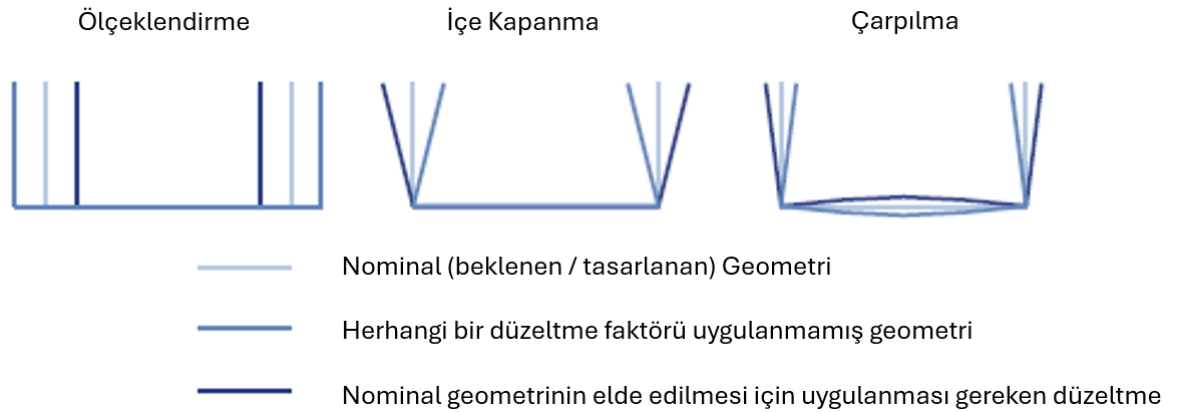 Ölçeklendirme
İçe Kapanma
Çarpılma
Nominal (beklenen / tasarlanan) Geometri
Herhangi bir düzeltme faktörü uygulanmamış geometri
Nominal geometrinin elde edilmesi için uygulanması gereken düzeltme